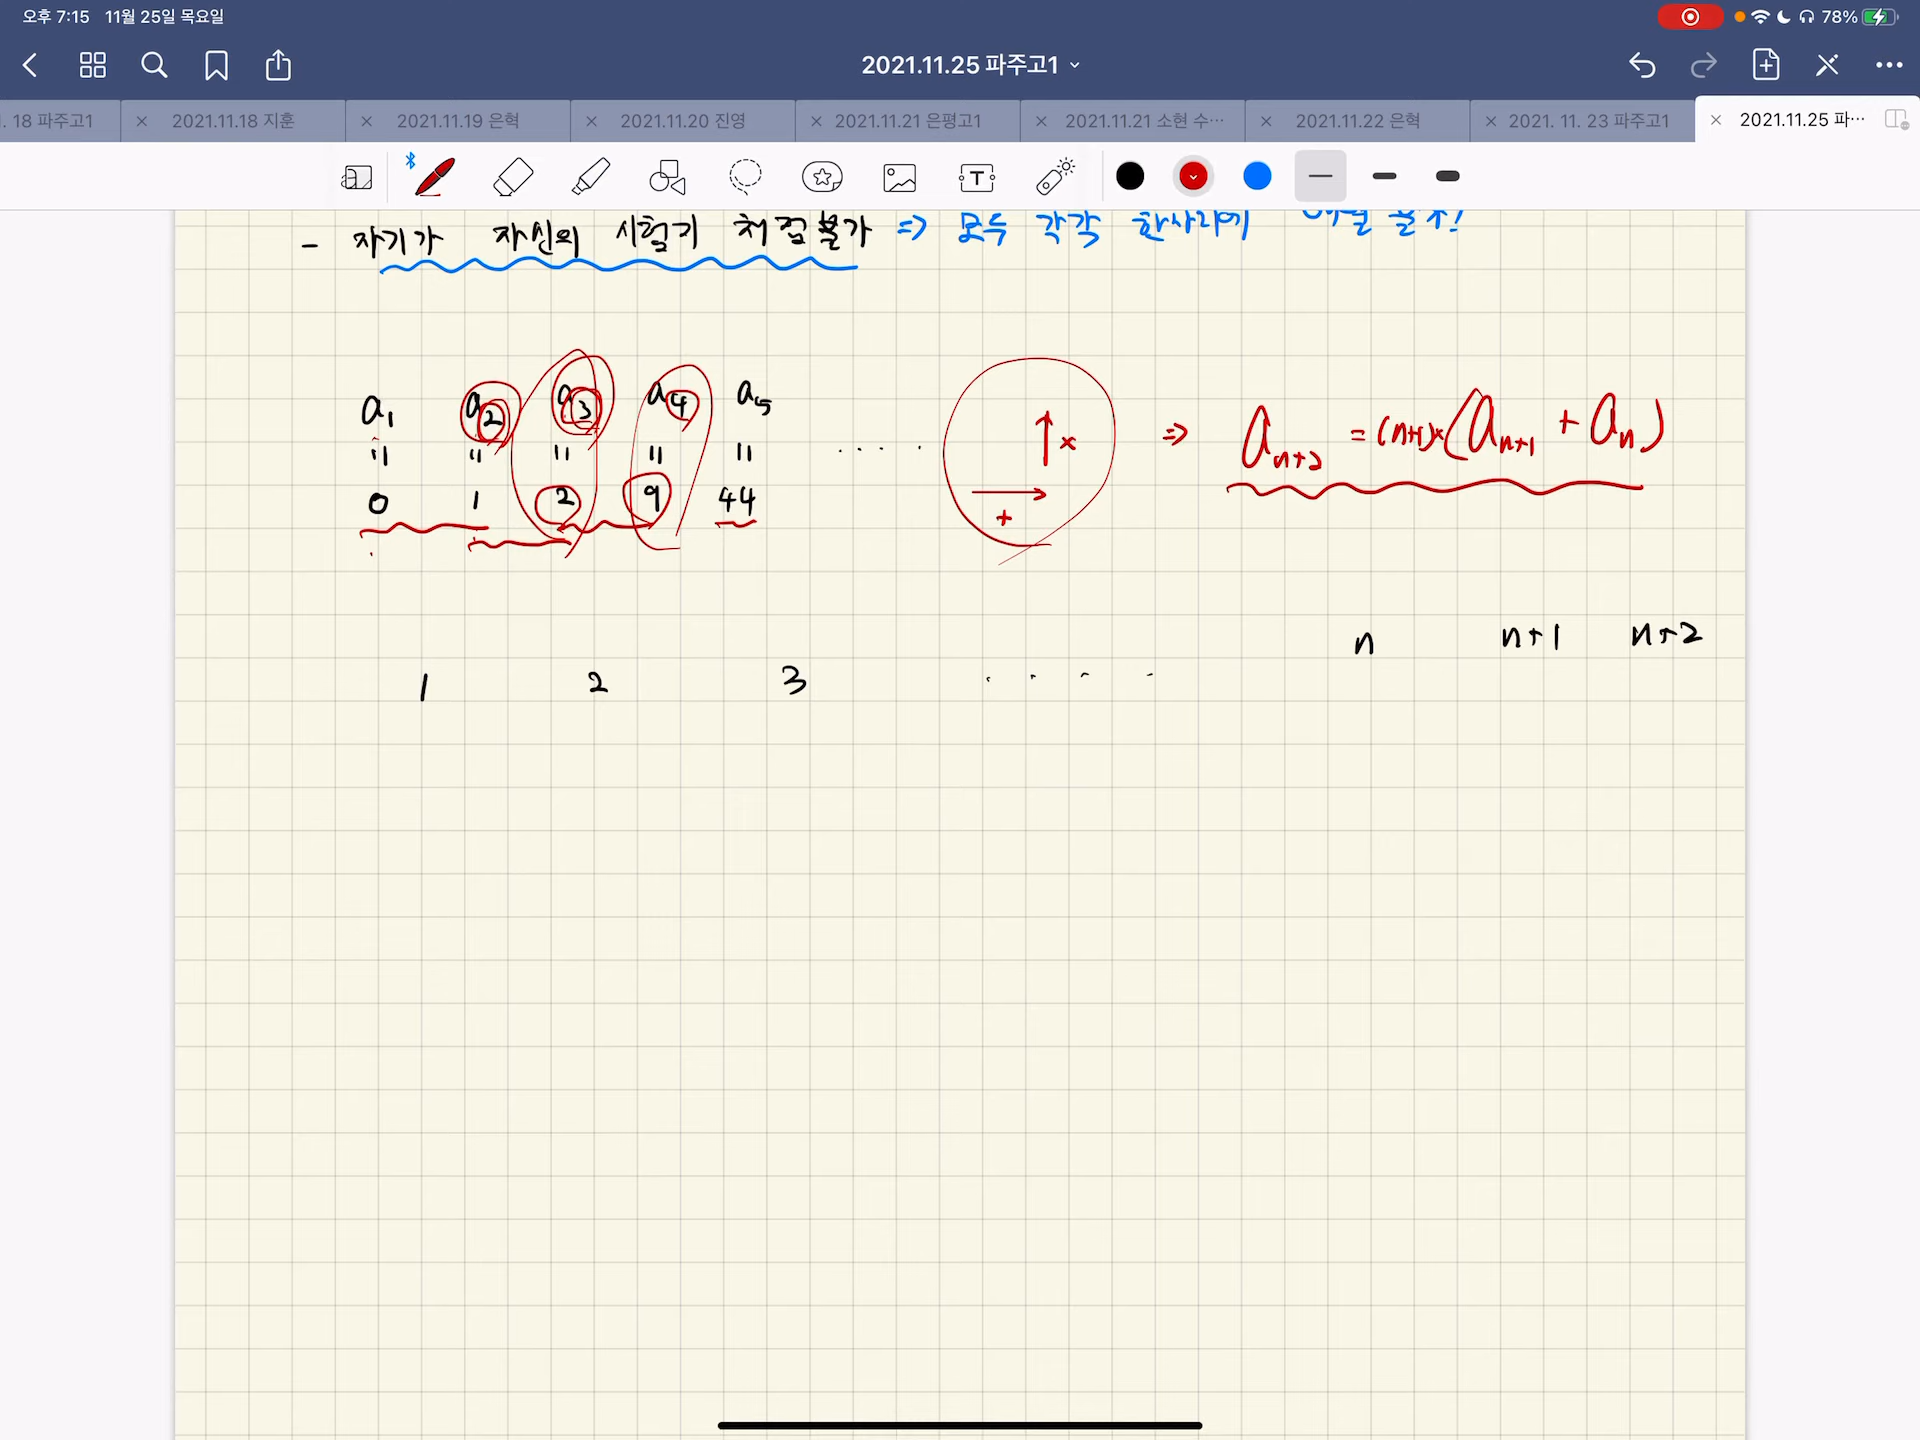 오후 7:15 11월 25일 목요일 78%
2021.11.25 파주고1
. 18 파주고1 2021.11.18 지훈 2021.11.19 은혁 2021.11.20 진영 2021.11.21 은평고1 2021.11.21 소현 수… 2021.11.22 은혁 2021. 11. 23 파주고1 2021.11.25 파…
- 자기가 자신의 시험지 채점불가 => 모두 각각 한사람이
a₁ a₂ a₃ a₄ a₅
= = = = = ..... ↑ × => aₙ₊₂ = (n+1)×(aₙ₊₁ + aₙ)
0 1 2 9 44 → +
n n+1 n+2
1 2 3 ....